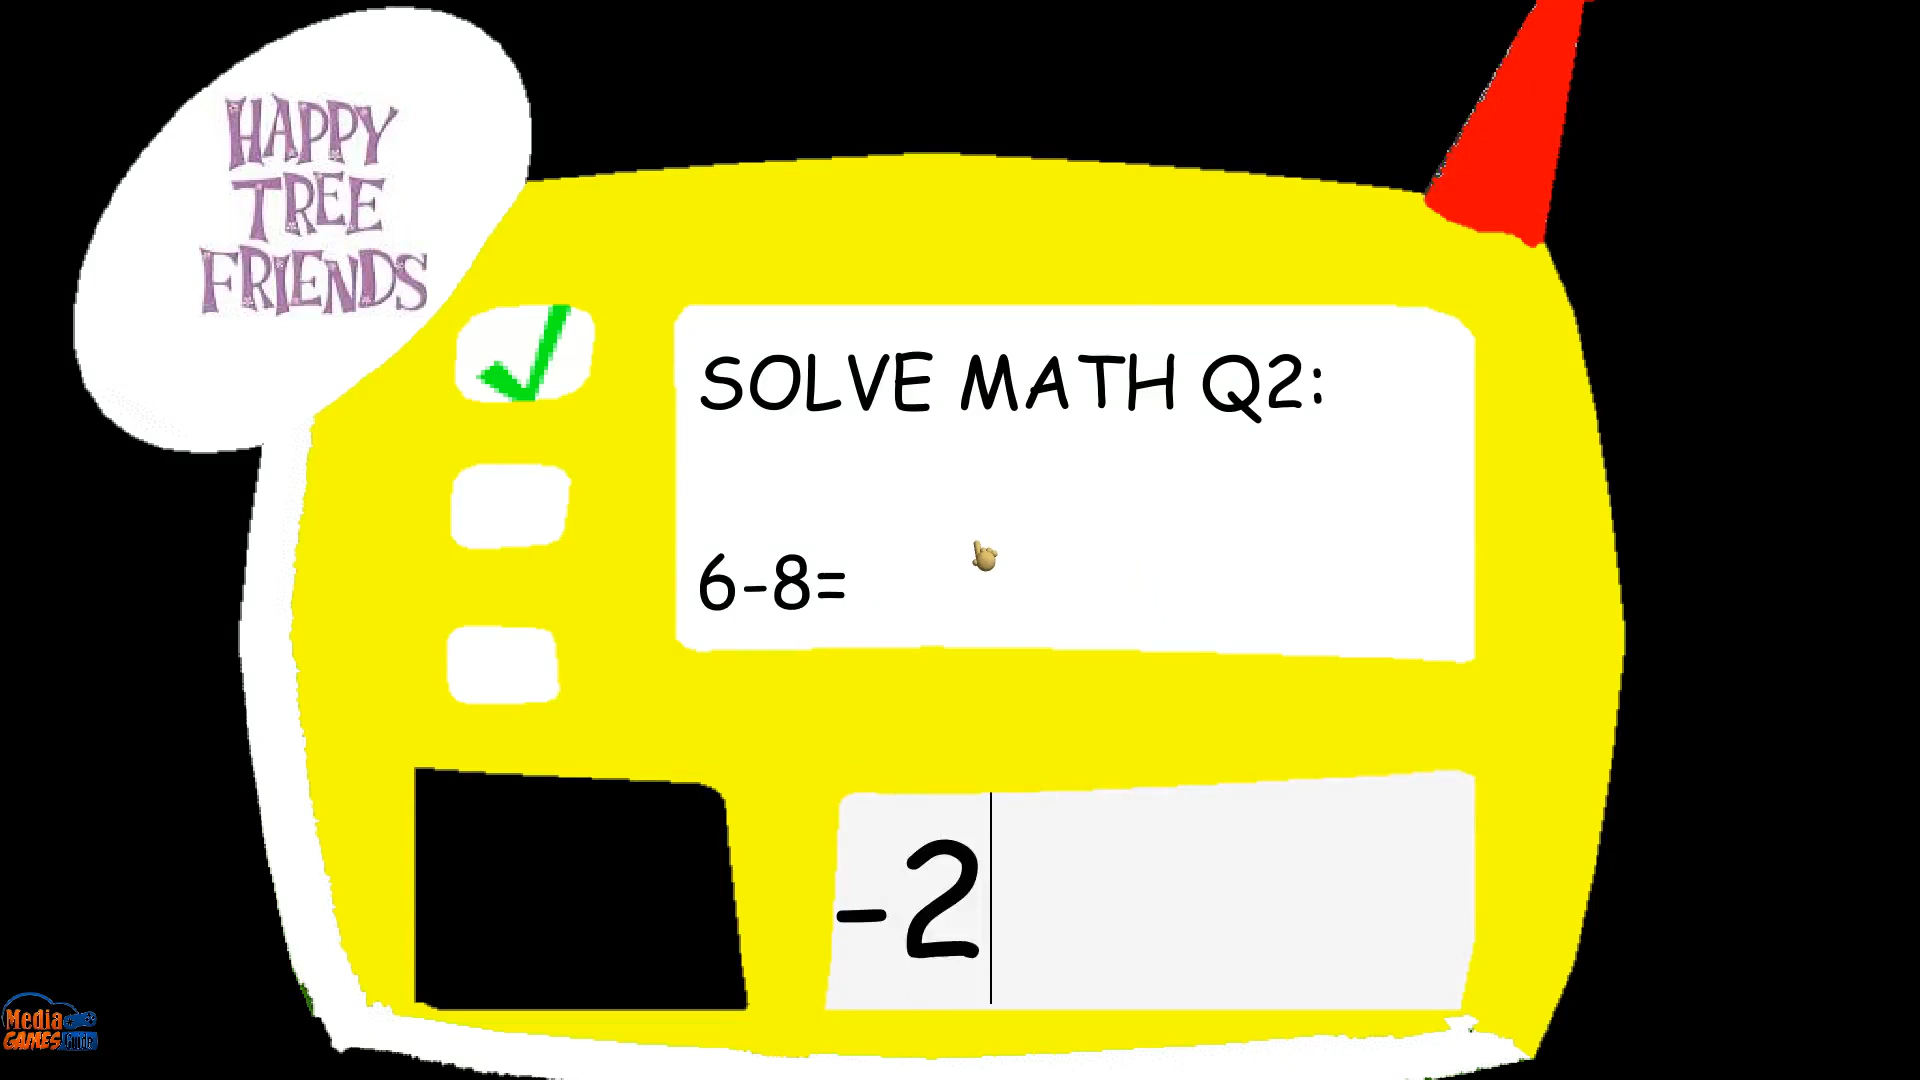 HAPPY
TREE
FRIENDS
SOLVE MATH Q2:
6-8=
-2
Media
GAMES